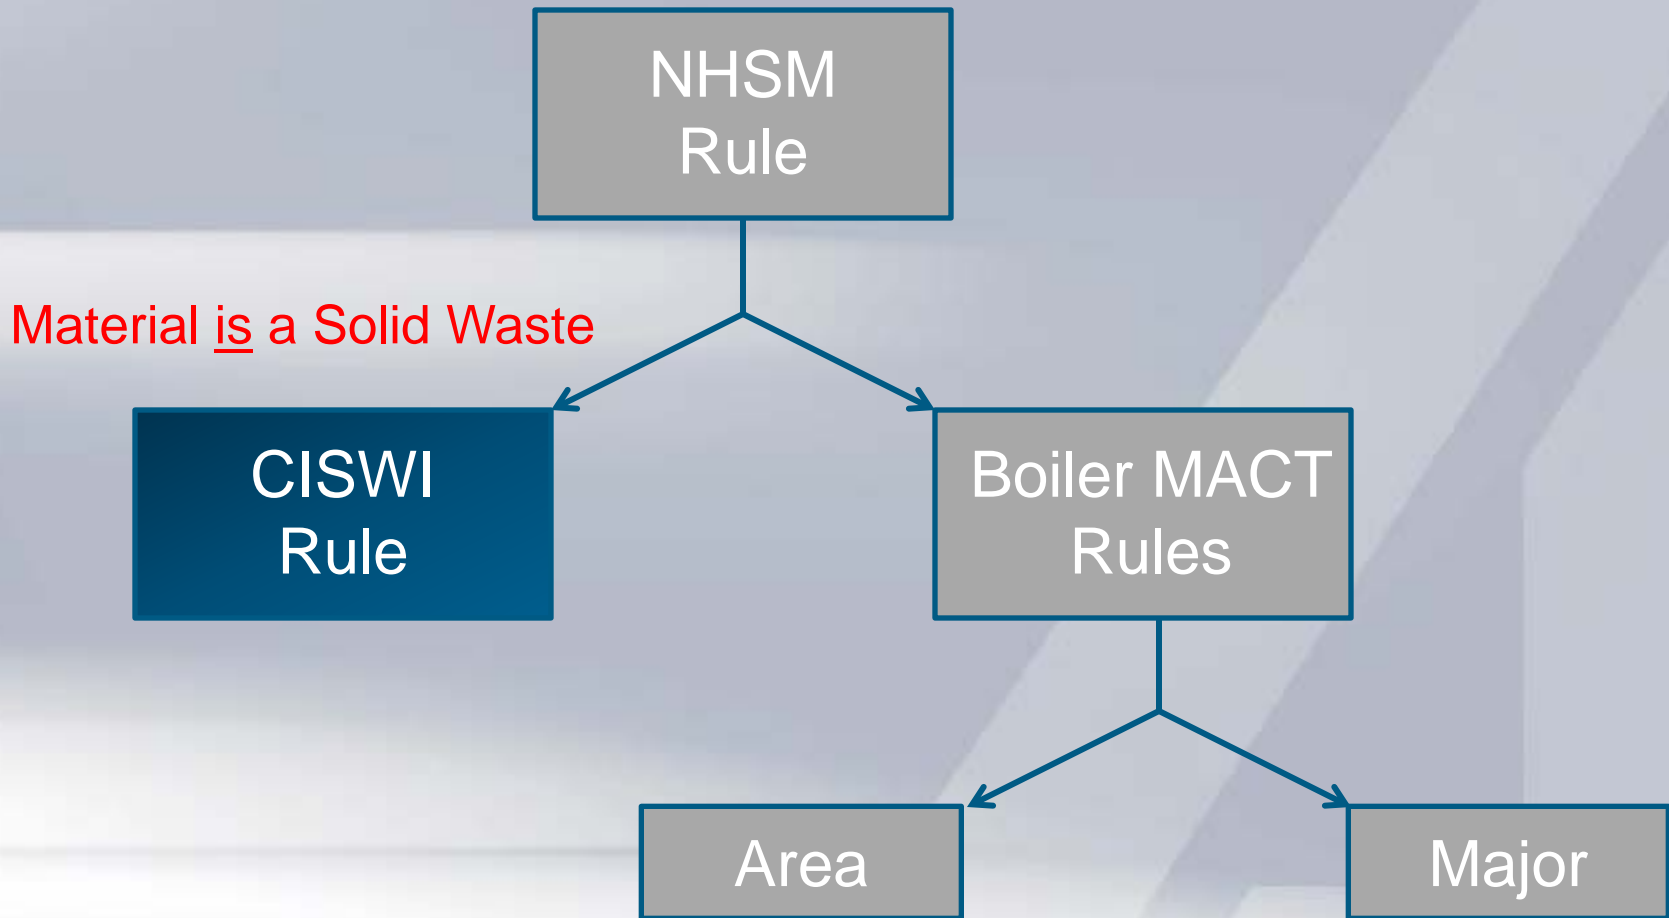 NHSM
Rule
Material is a Solid Waste
CISWI
Rule
Boiler MACT
Rules
Area
Major